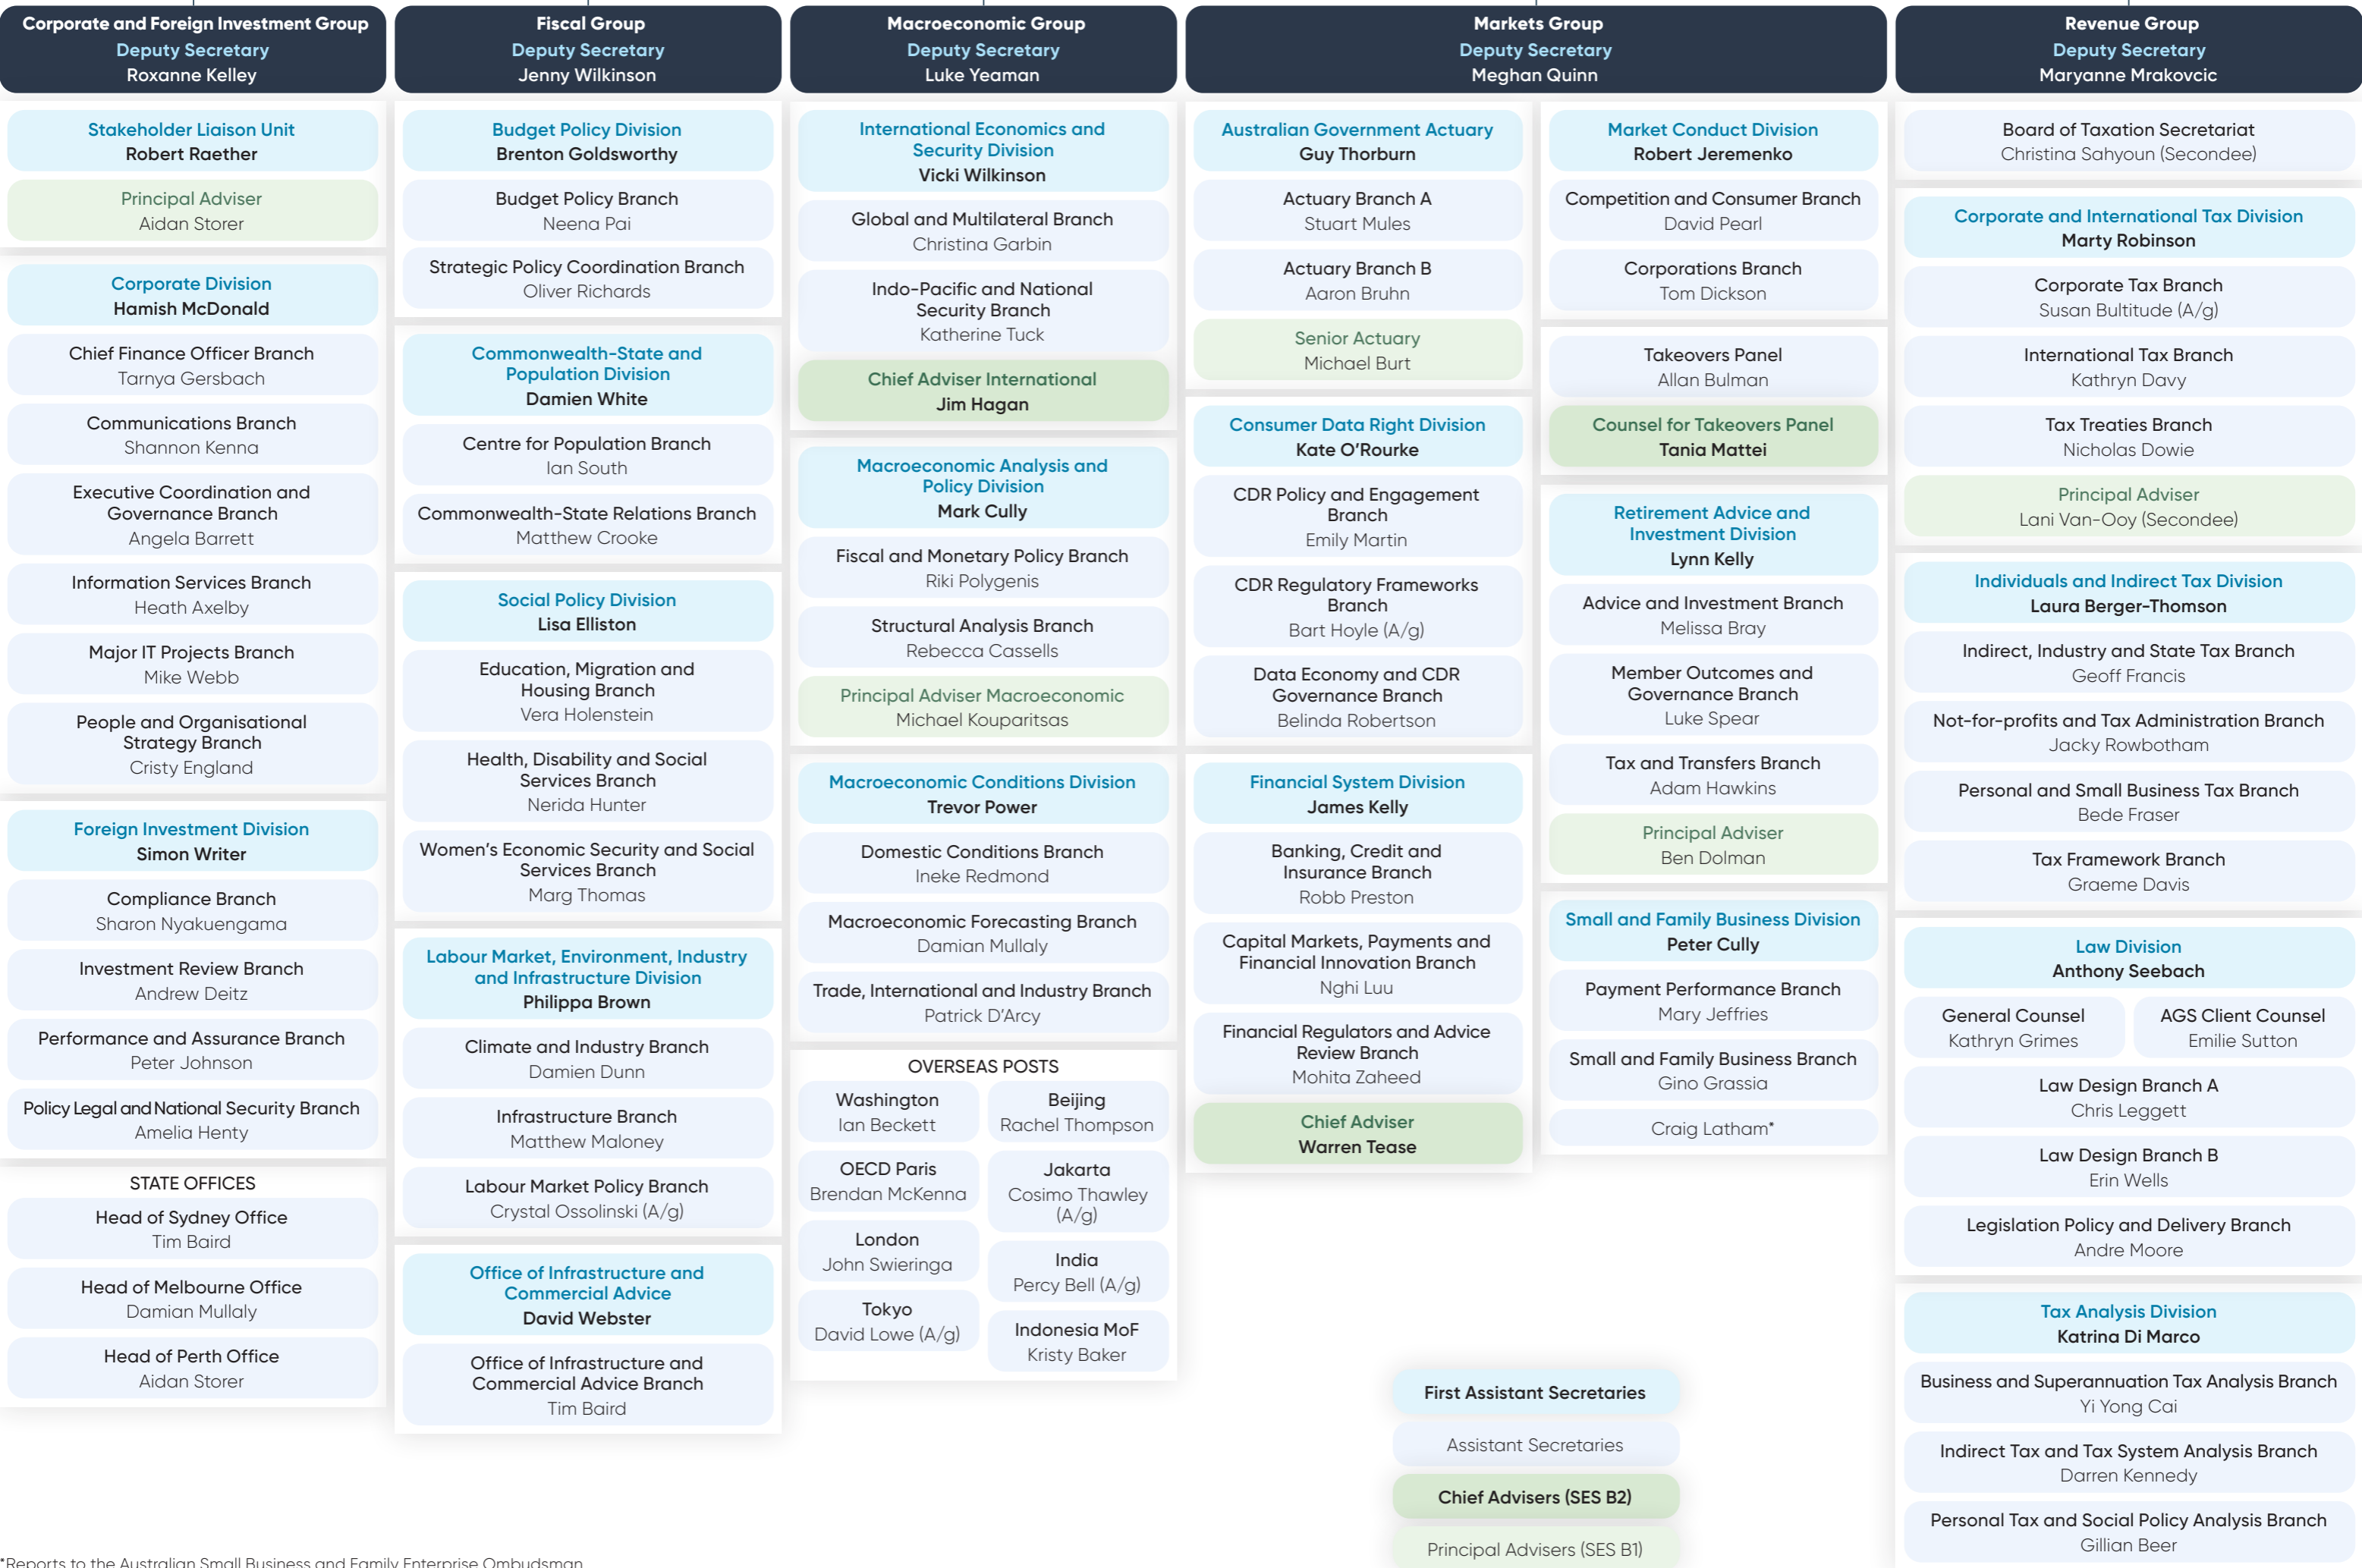 Corporate and Foreign Investment Group
Deputy Secretary
Roxanne Kelley
Stakeholder Liaison Unit
Robert Raether
Principal Adviser
Aidan Storer
Corporate Division
Hamish McDonald
Chief Finance Officer Branch
Tarnya Gersbach
Communications Branch
Shannon Kenna
Executive Coordination and
Governance Branch
Angela Barrett
Information Services Branch
Heath Axelby
Major IT Projects Branch
Mike Webb
People and Organisational
Strategy Branch
Cristy England
Foreign Investment Division
Simon Writer
Compliance Branch
Sharon Nyakuengama
Investment Review Branch
Andrew Deitz
Performance and Assurance Branch
Peter Johnson
Policy Legal and National Security Branch
Amelia Henty
STATE OFFICES
Head of Sydney Office
Tim Baird
Head of Melbourne Office
Damian Mullaly
Head of Perth Office
Aidan Storer
Fiscal Group
Deputy Secretary
Jenny Wilkinson
Budget Policy Division
Brenton Goldsworthy
Budget Policy Branch
Neena Pai
Strategic Policy Coordination Branch
Oliver Richards
Commonwealth-State and
Population Division
Damien White
Centre for Population Branch
Ian South
Commonwealth-State Relations Branch
Matthew Crooke
Social Policy Division
Lisa Elliston
Education, Migration and
Housing Branch
Vera Holenstein
Health, Disability and Social
Services Branch
Nerida Hunter
Women's Economic Security and Social
Services Branch
Marg Thomas
Labour Market, Environment, Industry
and Infrastructure Division
Philippa Brown
Climate and Industry Branch
Damien Dunn
Infrastructure Branch
Matthew Maloney
Labour Market Policy Branch
Crystal Ossolinski (A/g)
Office of Infrastructure and
Commercial Advice
David Webster
Office of Infrastructure and
Commercial Advice Branch
Tim Baird
Macroeconomic Group
Deputy Secretary
Luke Yeaman
International Economics and
Security Division
Vicki Wilkinson
Global and Multilateral Branch
Christina Garbin
Indo-Pacific and National
Security Branch
Katherine Tuck
Chief Adviser International
Jim Hagan
Macroeconomic Analysis and
Policy Division
Mark Cully
Fiscal and Monetary Policy Branch
Riki Polygenis
Structural Analysis Branch
Rebecca Cassells
Principal Adviser Macroeconomic
Michael Kouparitsas
Macroeconomic Conditions Division
Trevor Power
Domestic Conditions Branch
Ineke Redmond
Macroeconomic Forecasting Branch
Damian Mullaly
Trade, International and Industry Branch
Patrick D'Arcy
OVERSEAS POSTS
Washington
Ian Beckett
OECD Paris
Brendan McKenna
London
John Swieringa
Tokyo
David Lowe (A/g)
Beijing
Rachel Thompson
Jakarta
Cosimo Thawley
(A/g)
India
Percy Bell (A/g)
Indonesia MoF
Kristy Baker
Markets Group
Deputy Secretary
Meghan Quinn
Australian Government Actuary
Guy Thorburn
Actuary Branch A
Stuart Mules
Actuary Branch B
Aaron Bruhn
Senior Actuary
Michael Burt
Consumer Data Right Division
Kate O'Rourke
CDR Policy and Engagement
Branch
Emily Martin
CDR Regulatory Frameworks
Branch
Bart Hoyle (A/g)
Data Economy and CDR
Governance Branch
Belinda Robertson
Financial System Division
James Kelly
Banking, Credit and
Insurance Branch
Robb Preston
Capital Markets, Payments and
Financial Innovation Branch
Nghi Luu
Financial Regulators and Advice
Review Branch
Mohita Zaheed
Chief Adviser
Warren Tease
Market Conduct Division
Robert Jeremenko
Competition and Consumer Branch
David Pearl
Corporations Branch
Tom Dickson
Takeovers Panel
Allan Bulman
Counsel for Takeovers Panel
Tania Mattei
Retirement Advice and
Investment Division
Lynn Kelly
Advice and Investment Branch
Melissa Bray
Member Outcomes and
Governance Branch
Luke Spear
Tax and Transfers Branch
Adam Hawkins
Principal Adviser
Ben Dolman
Small and Family Business Division
Peter Cully
Payment Performance Branch
Mary Jeffries
Small and Family Business Branch
Gino Grassia
Craig Latham*
Revenue Group
Deputy Secretary
Maryanne Mrakovcic
Board of Taxation Secretariat
Christina Sahyoun (Secondee)
Corporate and International Tax Division
Marty Robinson
Corporate Tax Branch
Susan Bultitude (A/g)
International Tax Branch
Kathryn Davy
Tax Treaties Branch
Nicholas Dowie
Principal Adviser
Lani Van-Ooy (Secondee)
Individuals and Indirect Tax Division
Laura Berger-Thomson
Indirect, Industry and State Tax Branch
Geoff Francis
Not-for-profits and Tax Administration Branch
Jacky Rowbotham
Personal and Small Business Tax Branch
Bede Fraser
Tax Framework Branch
Graeme Davis
Law Division
Anthony Seebach
General Counsel
Kathryn Grimes
AGS Client Counsel
Emilie Sutton
Law Design Branch A
Chris Leggett
Law Design Branch B
Erin Wells
Legislation Policy and Delivery Branch
Andre Moore
Tax Analysis Division
Katrina Di Marco
Business and Superannuation Tax Analysis Branch
Yi Yong Cai
Indirect Tax and Tax System Analysis Branch
Darren Kennedy
Personal Tax and Social Policy Analysis Branch
Gillian Beer
First Assistant Secretaries
Assistant Secretaries
Chief Advisers (SES B2)
Principal Advisers (SES B1)
*Reports to the Australian Small Business and Family Enterprise Ombudsman